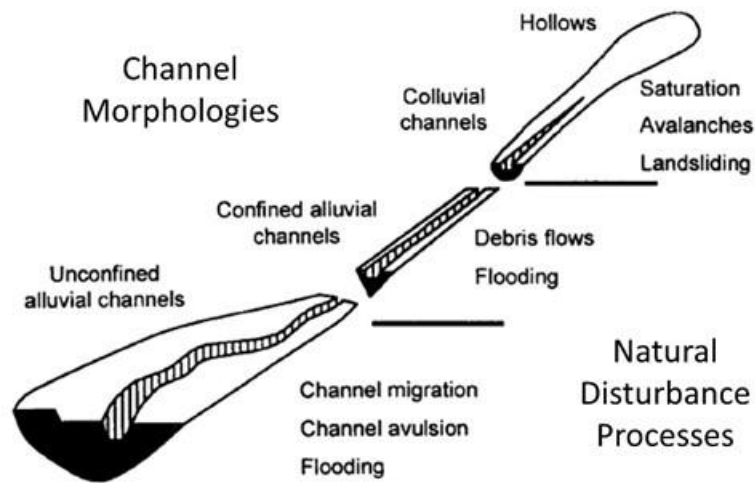 Hollows
Channel
Morphologies
Colluvial
channels
Saturation
Avalanches
Landsliding
Confined alluvial
channels
Debris flows
Flooding
Unconfined
alluvial channels
Channel migration
Channel avulsion
Flooding
Natural
Disturbance
Processes